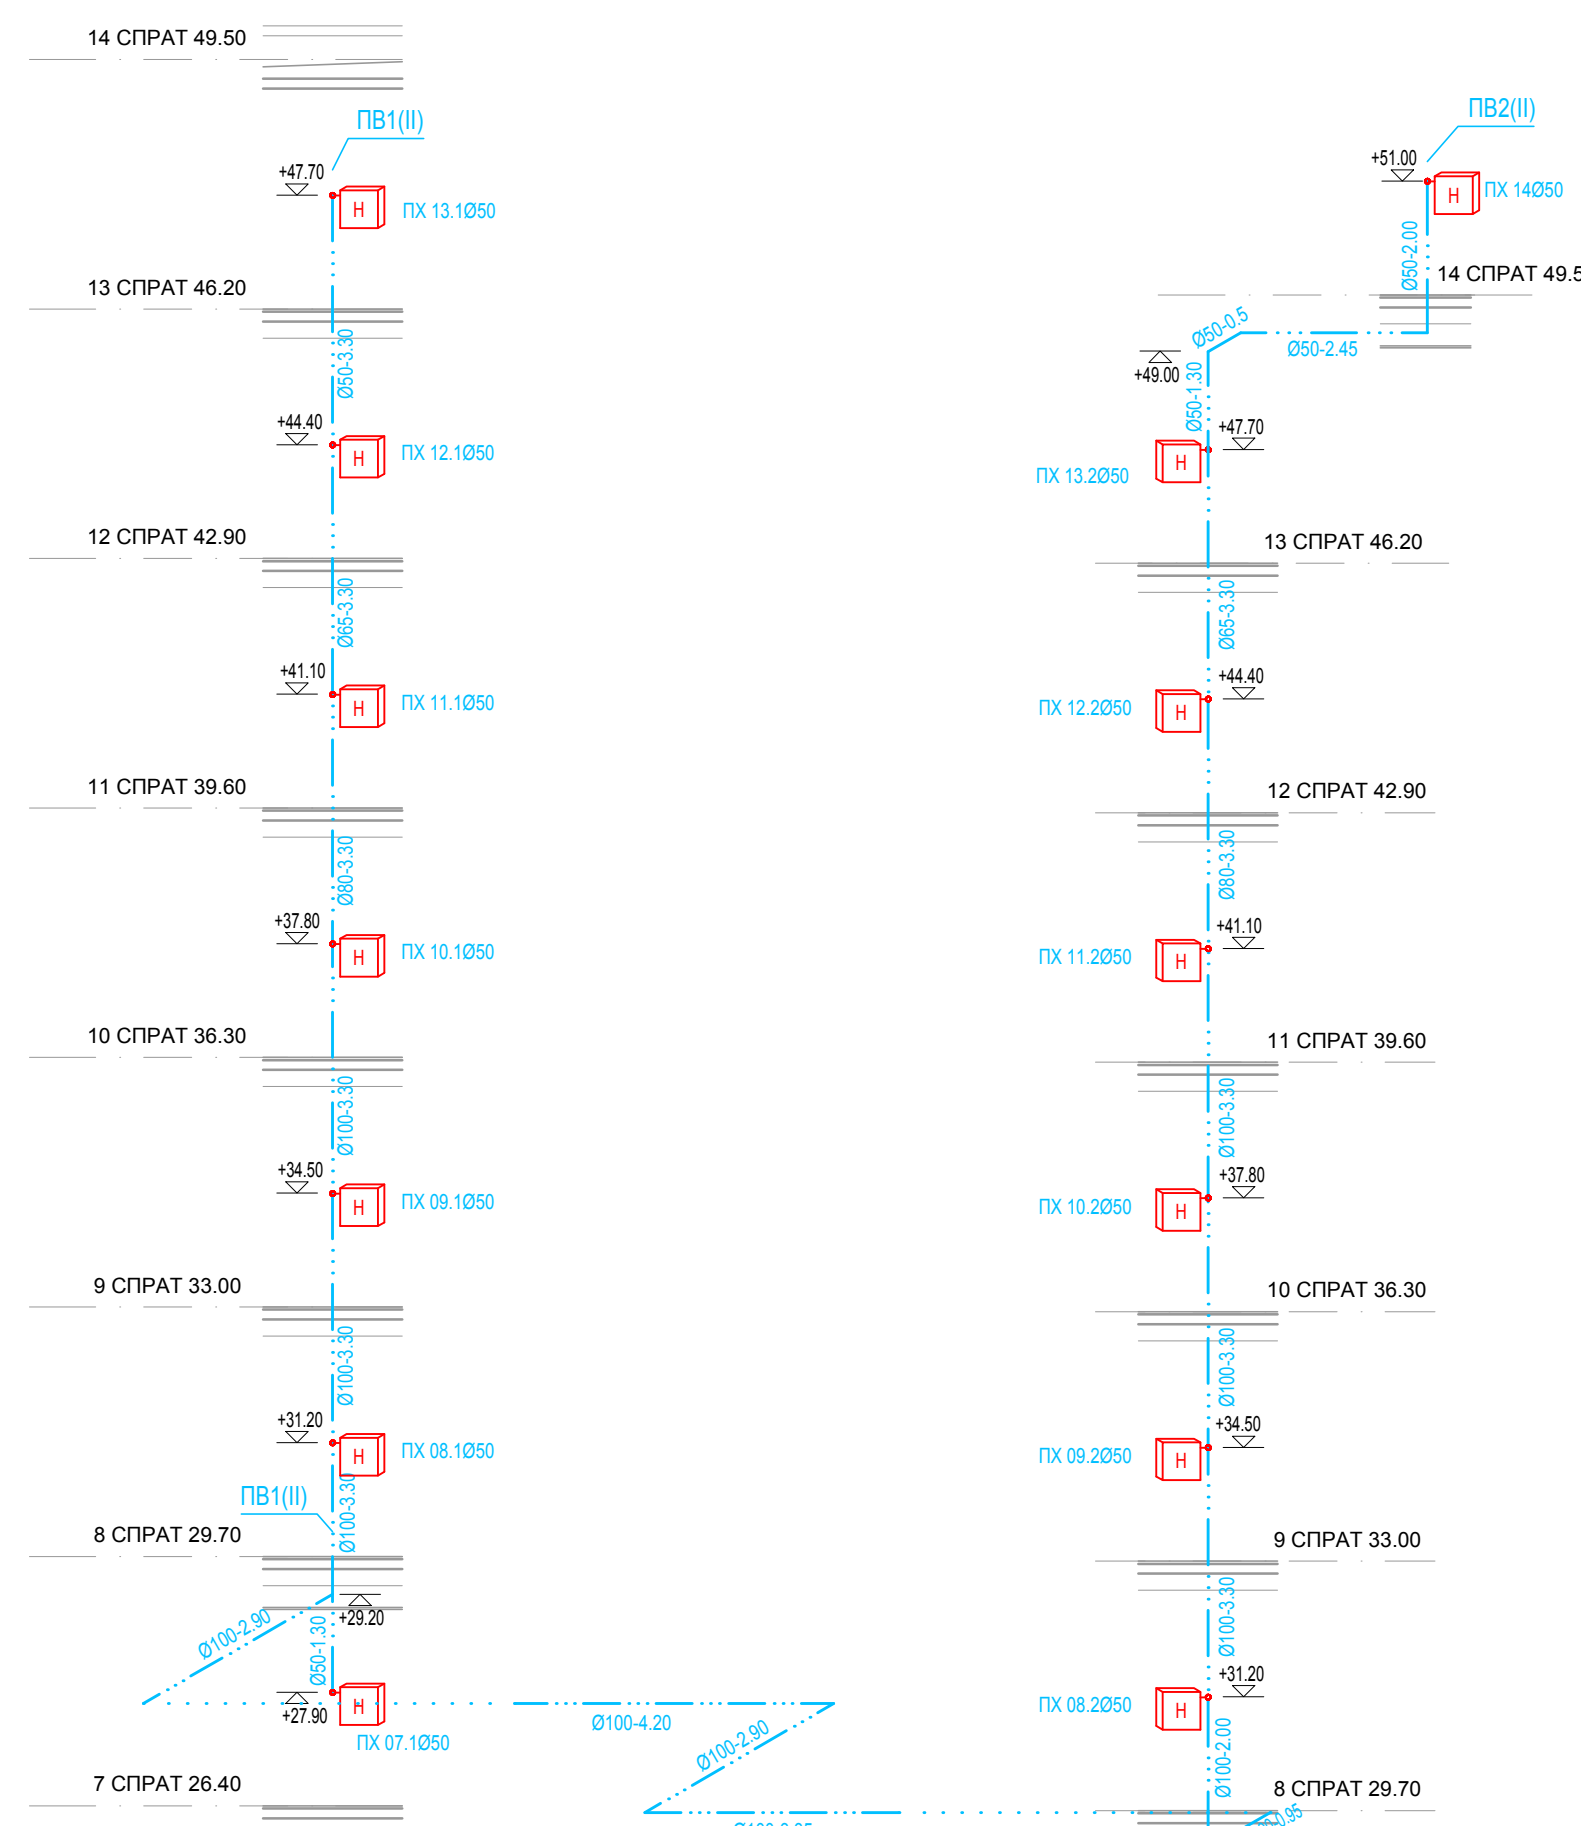 14 СПРАТ 49.50
ПВ1(II)
+47.70
H
ПХ 13.1Ø50
13 СПРАТ 46.20
Ø50-3.30
+44.40
H
ПХ 12.1Ø50
12 СПРАТ 42.90
Ø65-3.30
+41.10
H
ПХ 11.1Ø50
11 СПРАТ 39.60
Ø80-3.30
+37.80
H
ПХ 10.1Ø50
10 СПРАТ 36.30
Ø100-3.30
+34.50
H
ПХ 09.1Ø50
9 СПРАТ 33.00
Ø100-3.30
+31.20
H
ПХ 08.1Ø50
ПВ1(II)
Ø100-3.30
8 СПРАТ 29.70
+29.20
Ø100-2.90
Ø50-1.30
+27.90
H
ПХ 07.1Ø50
Ø100-4.20
Ø100-2.90
7 СПРАТ 26.40
ПВ2(II)
+51.00
H
ПХ 14Ø50
Ø50-2.00
14 СПРАТ 49.5
Ø50-0.5
Ø50-2.45
+49.00
Ø50-1.30
+47.70
H
ПХ 13.2Ø50
13 СПРАТ 46.20
Ø65-3.30
+44.40
H
ПХ 12.2Ø50
12 СПРАТ 42.90
Ø80-3.30
+41.10
H
ПХ 11.2Ø50
11 СПРАТ 39.60
Ø100-3.30
+37.80
H
ПХ 10.2Ø50
10 СПРАТ 36.30
Ø100-3.30
+34.50
H
ПХ 09.2Ø50
9 СПРАТ 33.00
Ø100-3.30
+31.20
H
ПХ 08.2Ø50
Ø100-2.00
8 СПРАТ 29.70